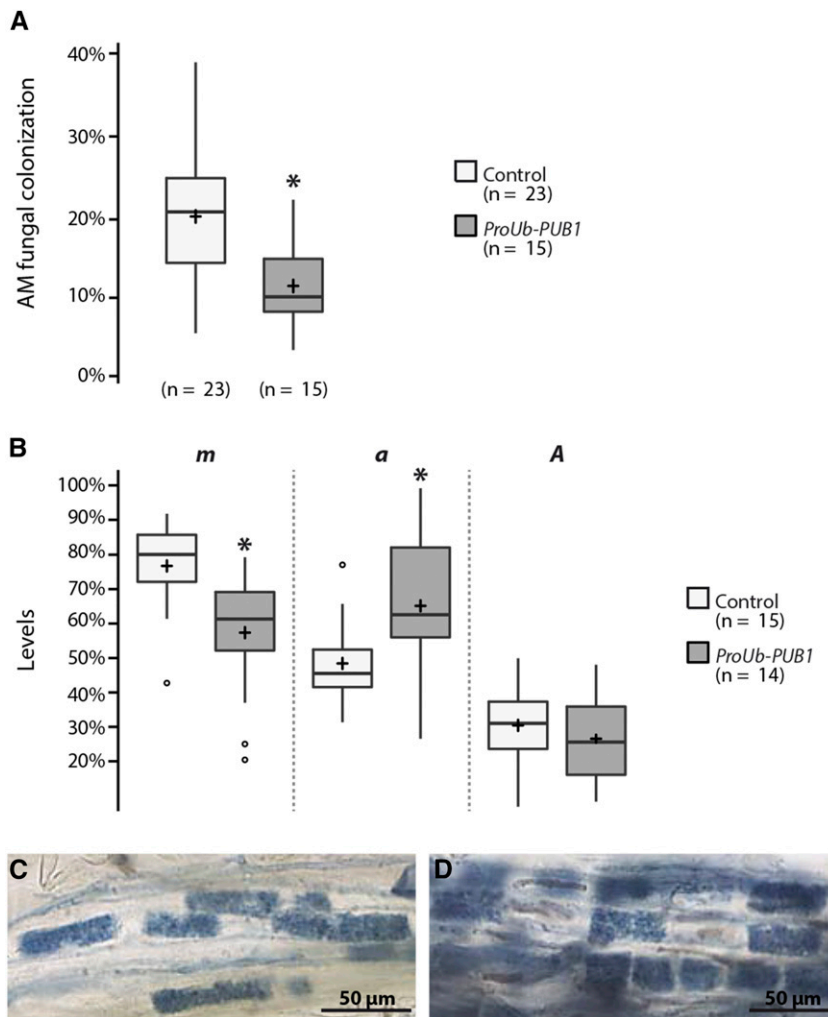 A
AM fungal colonization
40%
30%
20%
10%
0%
*
(n = 23) (n = 15)
Control
(n = 23)
ProUb-PUB1
(n = 15)
B
m a A
Levels
100%
90%
80%
70%
60%
50%
40%
30%
20%
*
*
Control
(n = 15)
ProUb-PUB1
(n = 14)
C
50 µm
D
50 µm